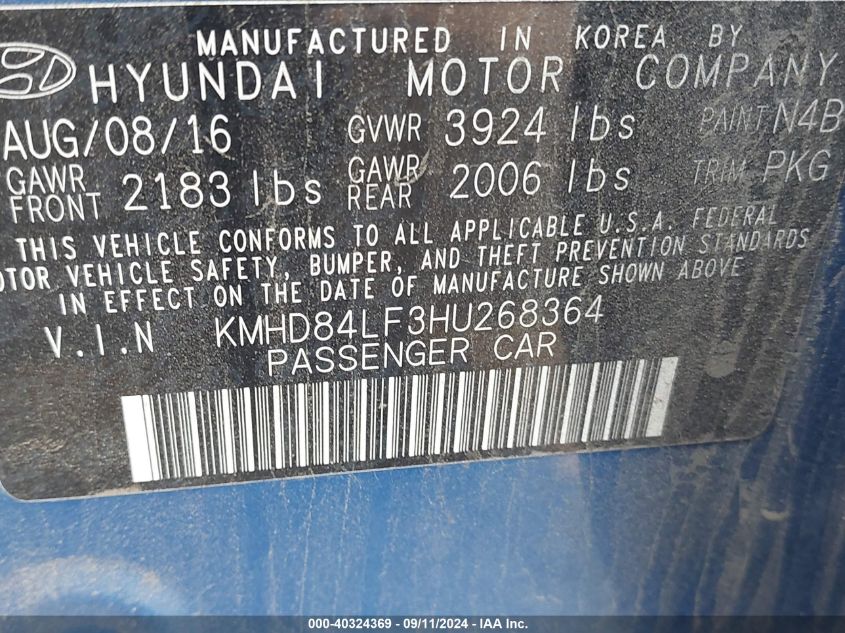 MANUFACTURED IN KOREA BY
HYUNDAI MOTOR COMPANY
AUG/08/16 GVWR 3924 lbs PAINT N4B
GAWR FRONT 2183 lbs GAWR REAR 2006 lbs TRIM PKG
THIS VEHICLE CONFORMS TO ALL APPLICABLE U.S.A. FEDERAL
OTOR VEHICLE SAFETY, BUMPER, AND THEFT PREVENTION STANDARDS
IN EFFECT ON THE DATE OF MANUFACTURE SHOWN ABOVE
V.I.N KMHD84LF3HU268364
PASSENGER CAR
000-40324369 - 09/11/2024 - IAA Inc.